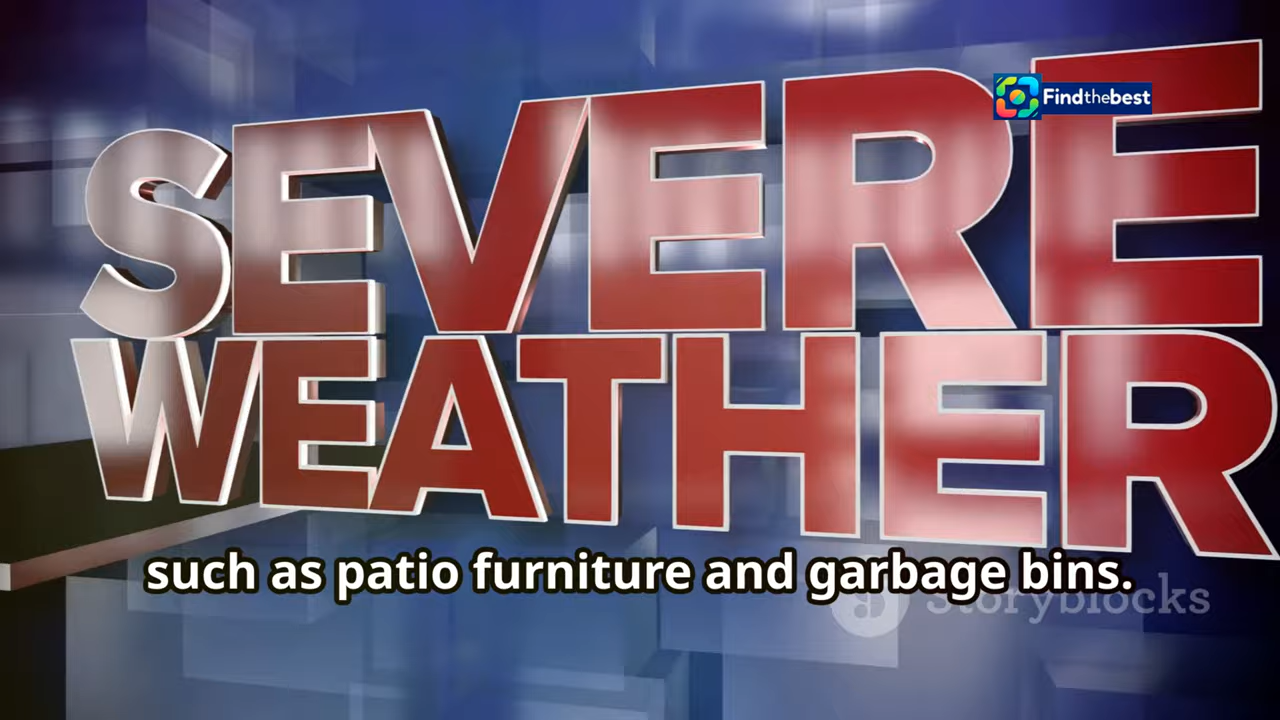 Findthebest
SEVERE
WEATHER
such as patio furniture and garbage bins.
Storyblocks